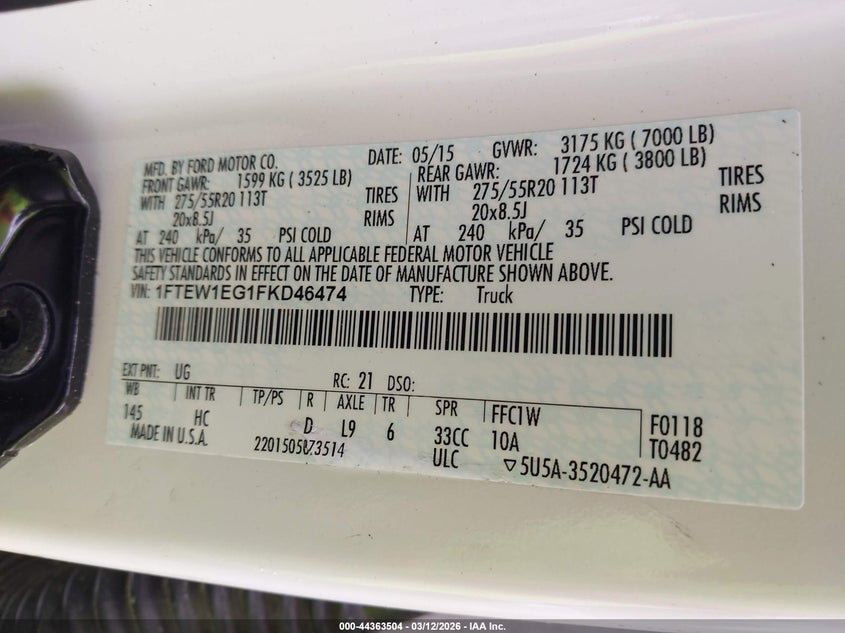 MFD. BY FORD MOTOR CO.
DATE: 05/15 GVWR: 3175 KG ( 7000 LB)
FRONT GAWR: 1599 KG ( 3525 LB)
REAR GAWR: 1724 KG ( 3800 LB)
WITH 275/55R20 113T TIRES
WITH 275/55R20 113T TIRES
20x8.5J RIMS
20x8.5J RIMS
AT 240 kPa/ 35 PSI COLD
AT 240 kPa/ 35 PSI COLD
THIS VEHICLE CONFORMS TO ALL APPLICABLE FEDERAL MOTOR VEHICLE
SAFETY STANDARDS IN EFFECT ON THE DATE OF MANUFACTURE SHOWN ABOVE.
VIN: 1FTEW1EG1FKD46474 TYPE: Truck
EXT PNT: UG RC: 21 DSO:
WB INT TR TP/PS R AXLE TR SPR FFC1W
145 HC D L9 6 33CC 10A F0118
MADE IN U.S.A. 2201505873514 ULC ▽5U5A-3520472-AA T0482
000-44363504 - 03/12/2026 - IAA Inc.